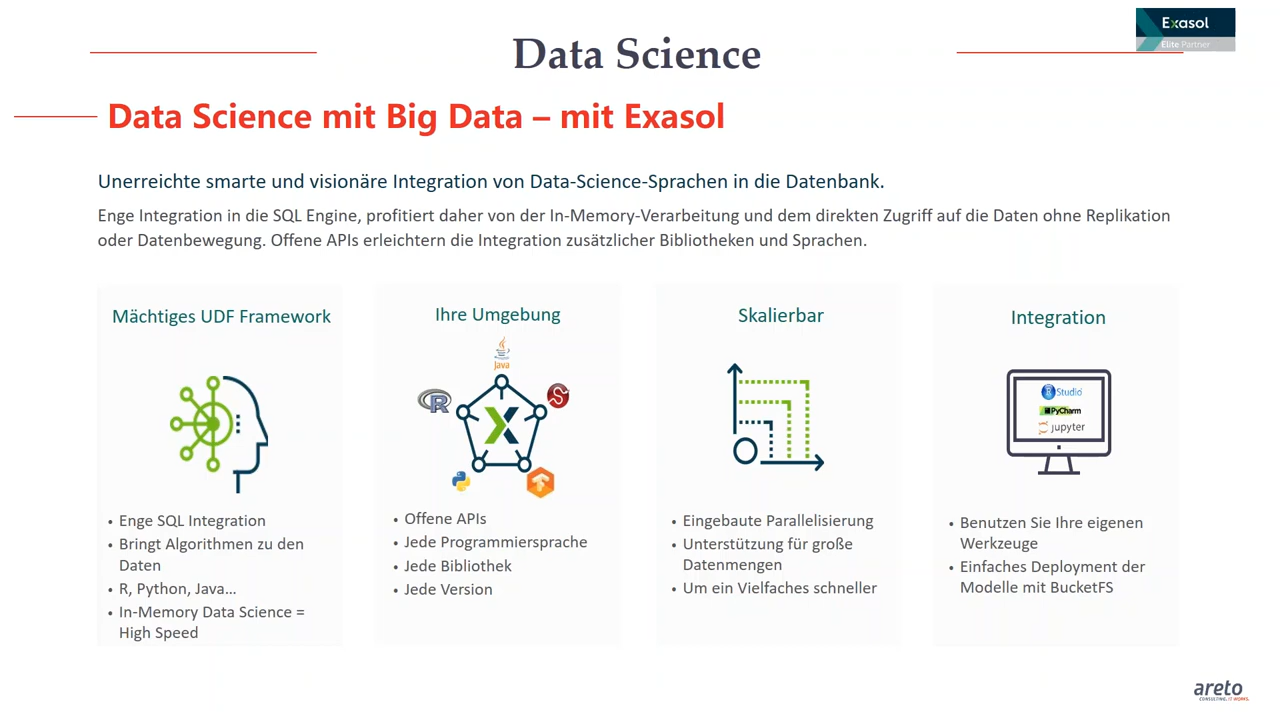 Exasol
Elite Partner
Data Science
Data Science mit Big Data – mit Exasol
Unerreichte smarte und visionäre Integration von Data-Science-Sprachen in die Datenbank.
Enge Integration in die SQL Engine, profitiert daher von der In-Memory-Verarbeitung und dem direkten Zugriff auf die Daten ohne Replikation
oder Datenbewegung. Offene APIs erleichtern die Integration zusätzlicher Bibliotheken und Sprachen.
Mächtiges UDF Framework
• Enge SQL Integration
• Bringt Algorithmen zu den
Daten
• R, Python, Java...
• In-Memory Data Science =
High Speed
Ihre Umgebung
Java
R
S
X
• Offene APIs
• Jede Programmiersprache
• Jede Bibliothek
• Jede Version
Skalierbar
• Eingebaute Parallelisierung
• Unterstützung für große
Datenmengen
• Um ein Vielfaches schneller
Integration
R Studio
PyCharm
jupyter
• Benutzen Sie Ihre eigenen
Werkzeuge
• Einfaches Deployment der
Modelle mit BucketFS
areto
CONSULTING. IT WORKS.